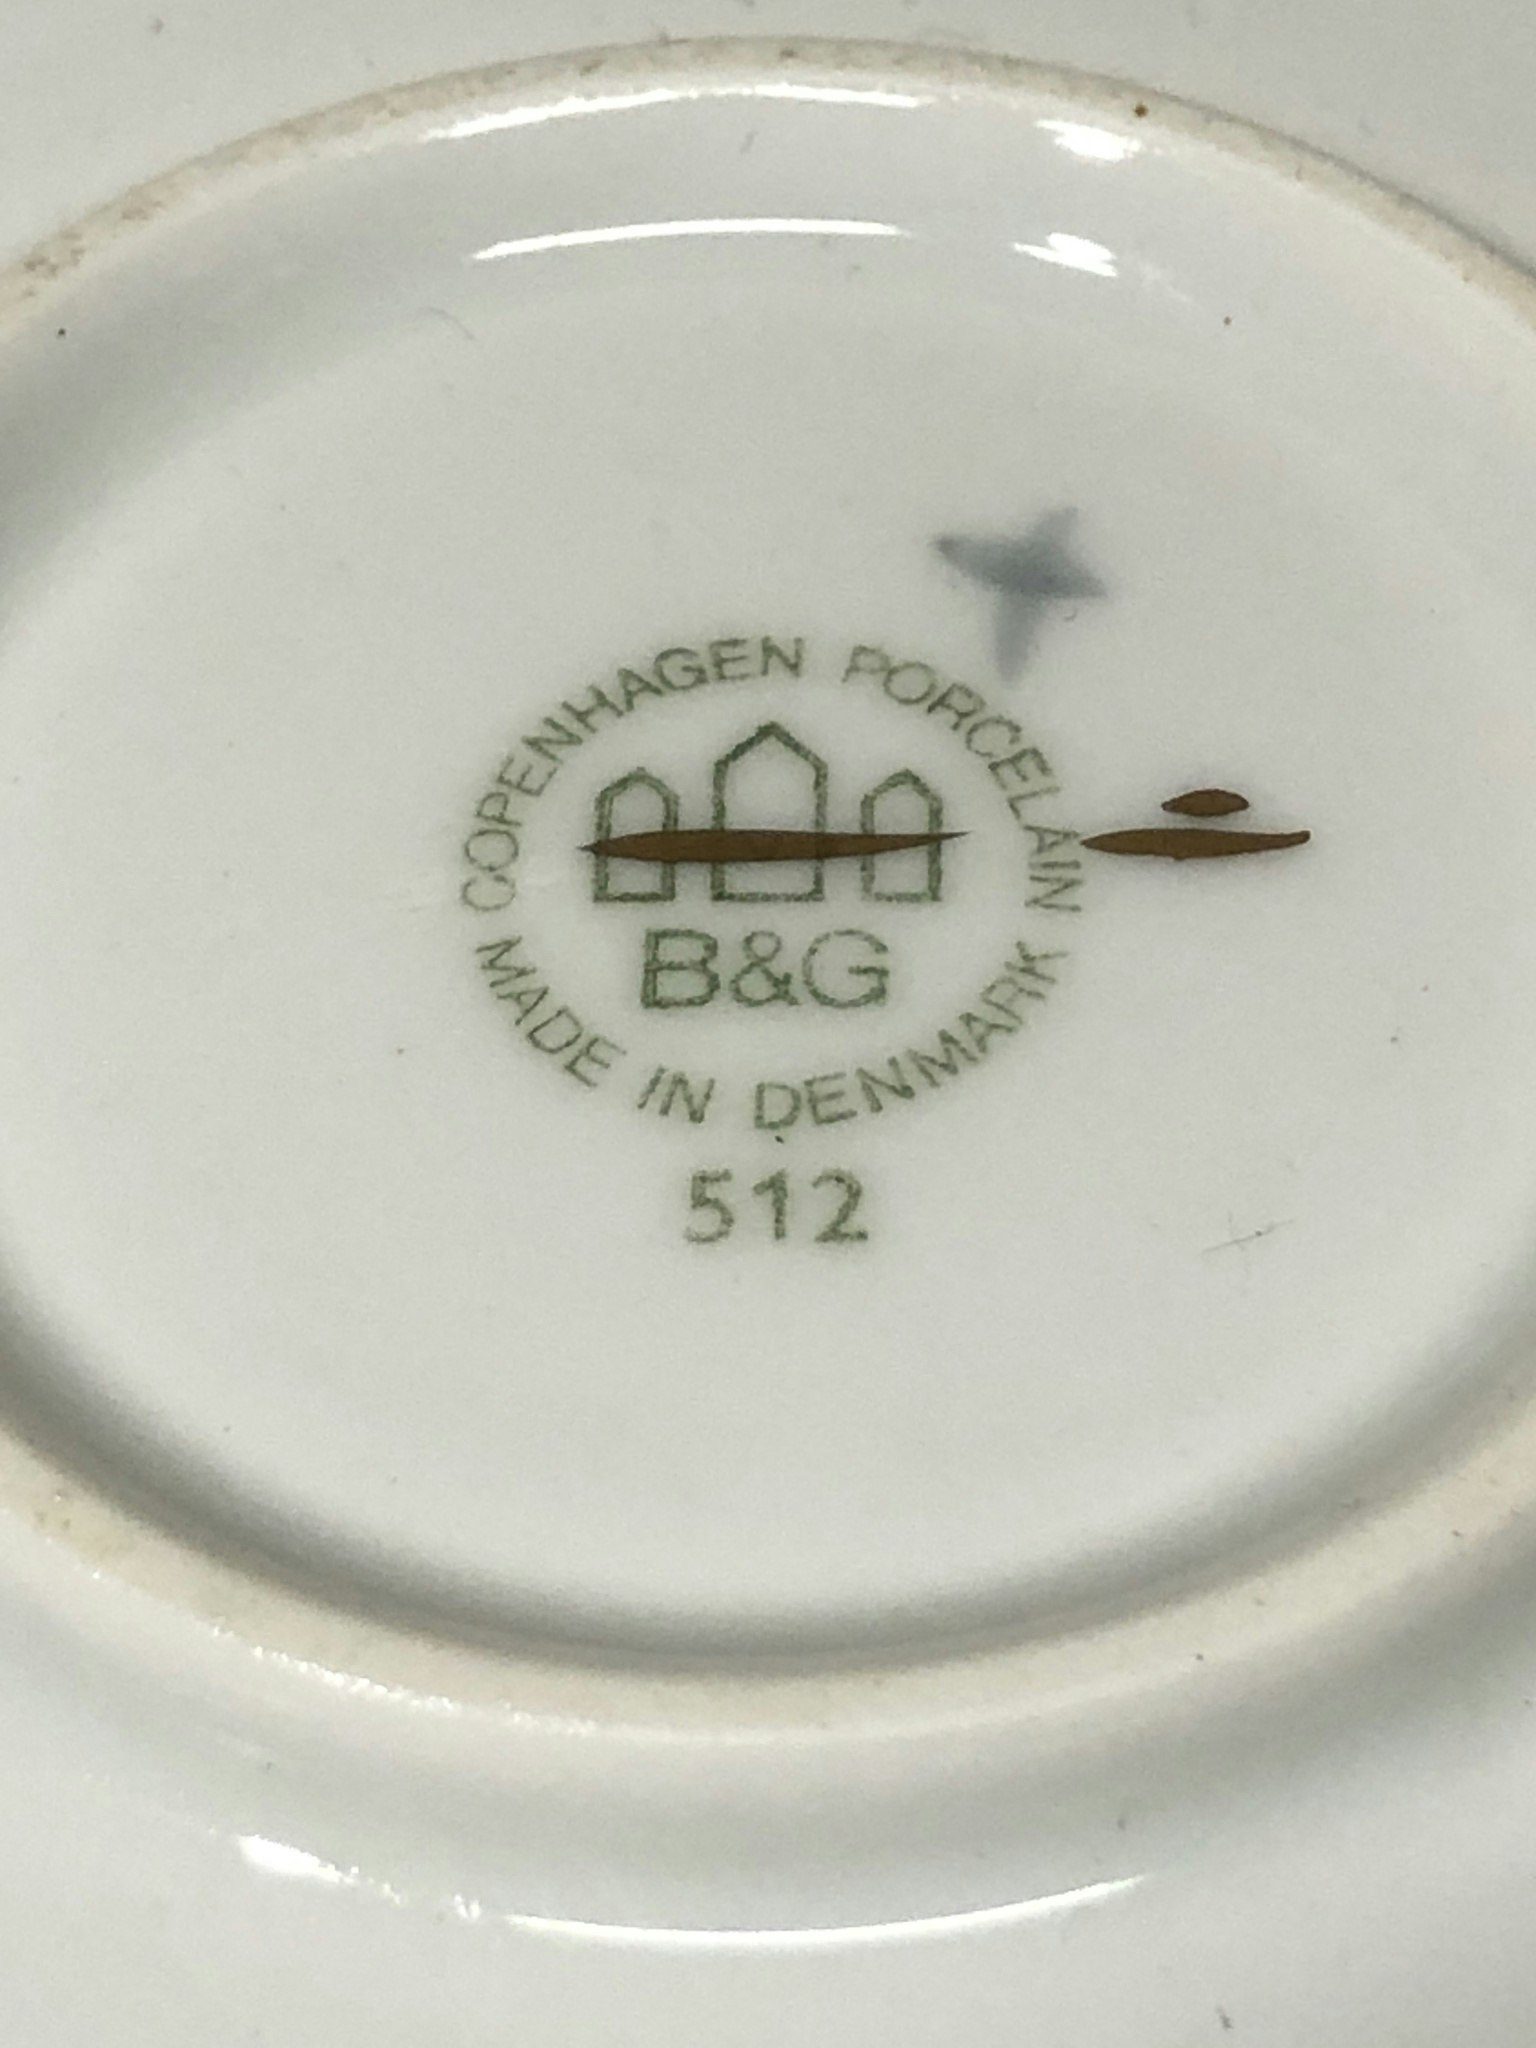 COPENHAGEN PORCELAIN
B&G
MADE IN DENMARK
512